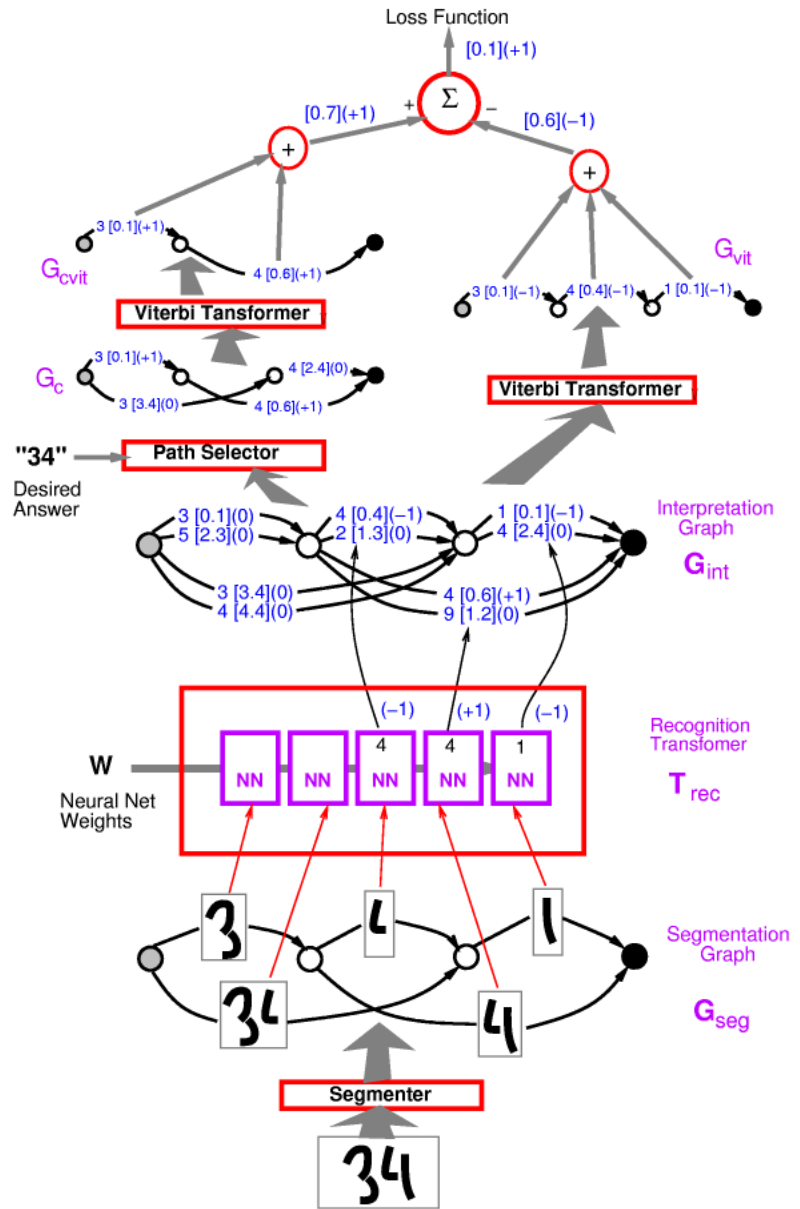 Loss Function
[0.1](+1)
+ Σ −
[0.7](+1)
[0.6](−1)
+
+
3 [0.1](+1)
4 [0.6](+1)
Gcvit
Gvit
3 [0.1](−1) 4 [0.4](−1) 1 [0.1](−1)
Viterbi Tansformer
3 [0.1](+1)
4 [2.4](0)
Gc
3 [3.4](0)
4 [0.6](+1)
Viterbi Transformer
"34"
Path Selector
Desired
Answer
3 [0.1](0)
5 [2.3](0)
4 [0.4](−1)
2 [1.3](0)
1 [0.1](−1)
4 [2.4](0)
3 [3.4](0)
4 [4.4](0)
4 [0.6](+1)
9 [1.2](0)
Interpretation
Graph
Gint
(−1) (+1) (−1)
4 4 1
NN NN NN NN NN
W
Neural Net
Weights
Recognition
Transfomer
Trec
3 4 1
34 4
Segmentation
Graph
Gseg
Segmenter
34